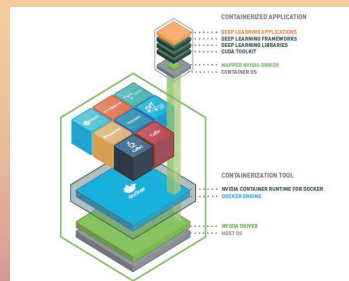 CONTAINERIZED APPLICATION
DEEP LEARNING APPLICATIONS
DEEP LEARNING FRAMEWORKS
DEEP LEARNING LIBRARIES
CUDA TOOLKIT
MAPPED NVIDIA DRIVER
CONTAINER OS
CONTAINERIZATION TOOL
NVIDIA CONTAINER RUNTIME FOR DOCKER
DOCKER ENGINE
docker
NVIDIA DRIVER
HOST OS